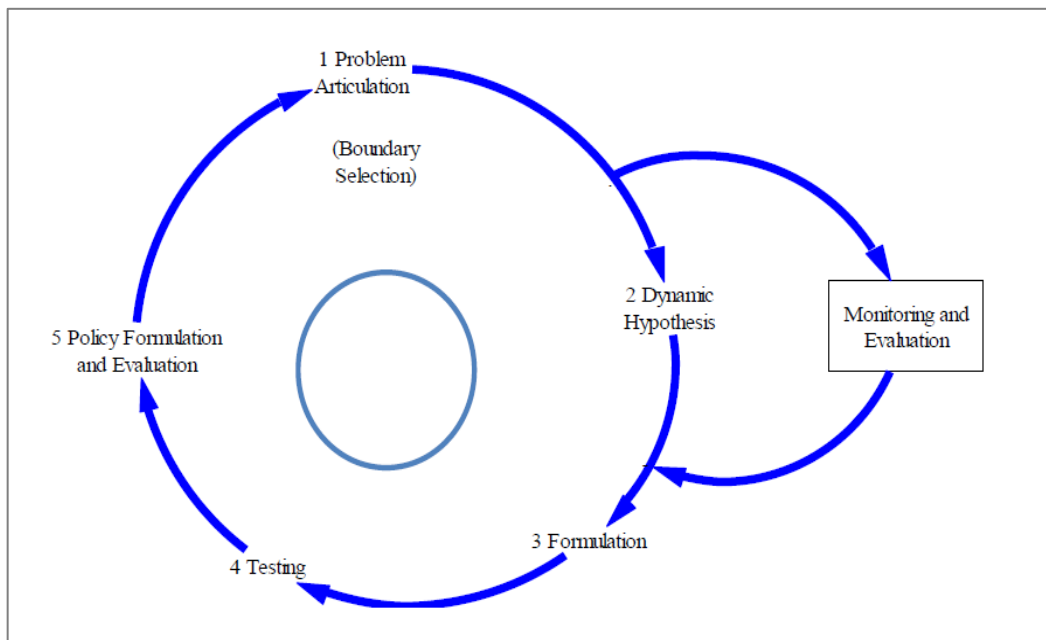 1 Problem
Articulation
(Boundary
Selection)
2 Dynamic
Hypothesis
Monitoring and
Evaluation
3 Formulation
4 Testing
5 Policy Formulation
and Evaluation